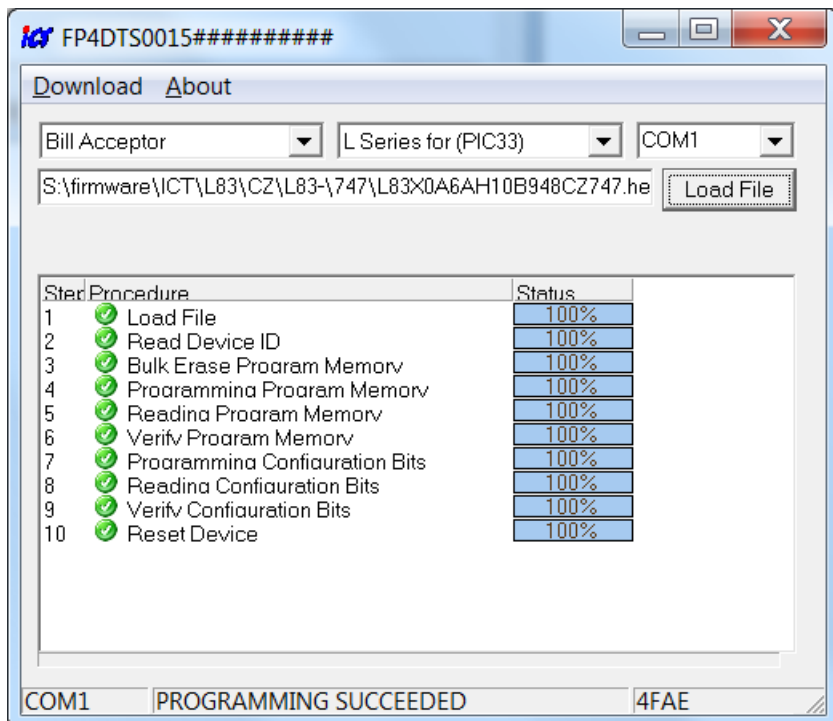 ict FP4DTS0015##########
Download About
Bill Acceptor L Series for (PIC33) COM1
S:\firmware\ICT\L83\CZ\L83-\747\L83X0A6AH10B948CZ747.he Load File
Step Procedure Status
1 Load File 100%
2 Read Device ID 100%
3 Bulk Erase Program Memory 100%
4 Programming Program Memory 100%
5 Reading Program Memory 100%
6 Verify Program Memory 100%
7 Programming Configuration Bits 100%
8 Reading Configuration Bits 100%
9 Verify Configuration Bits 100%
10 Reset Device 100%
COM1 PROGRAMMING SUCCEEDED 4FAE